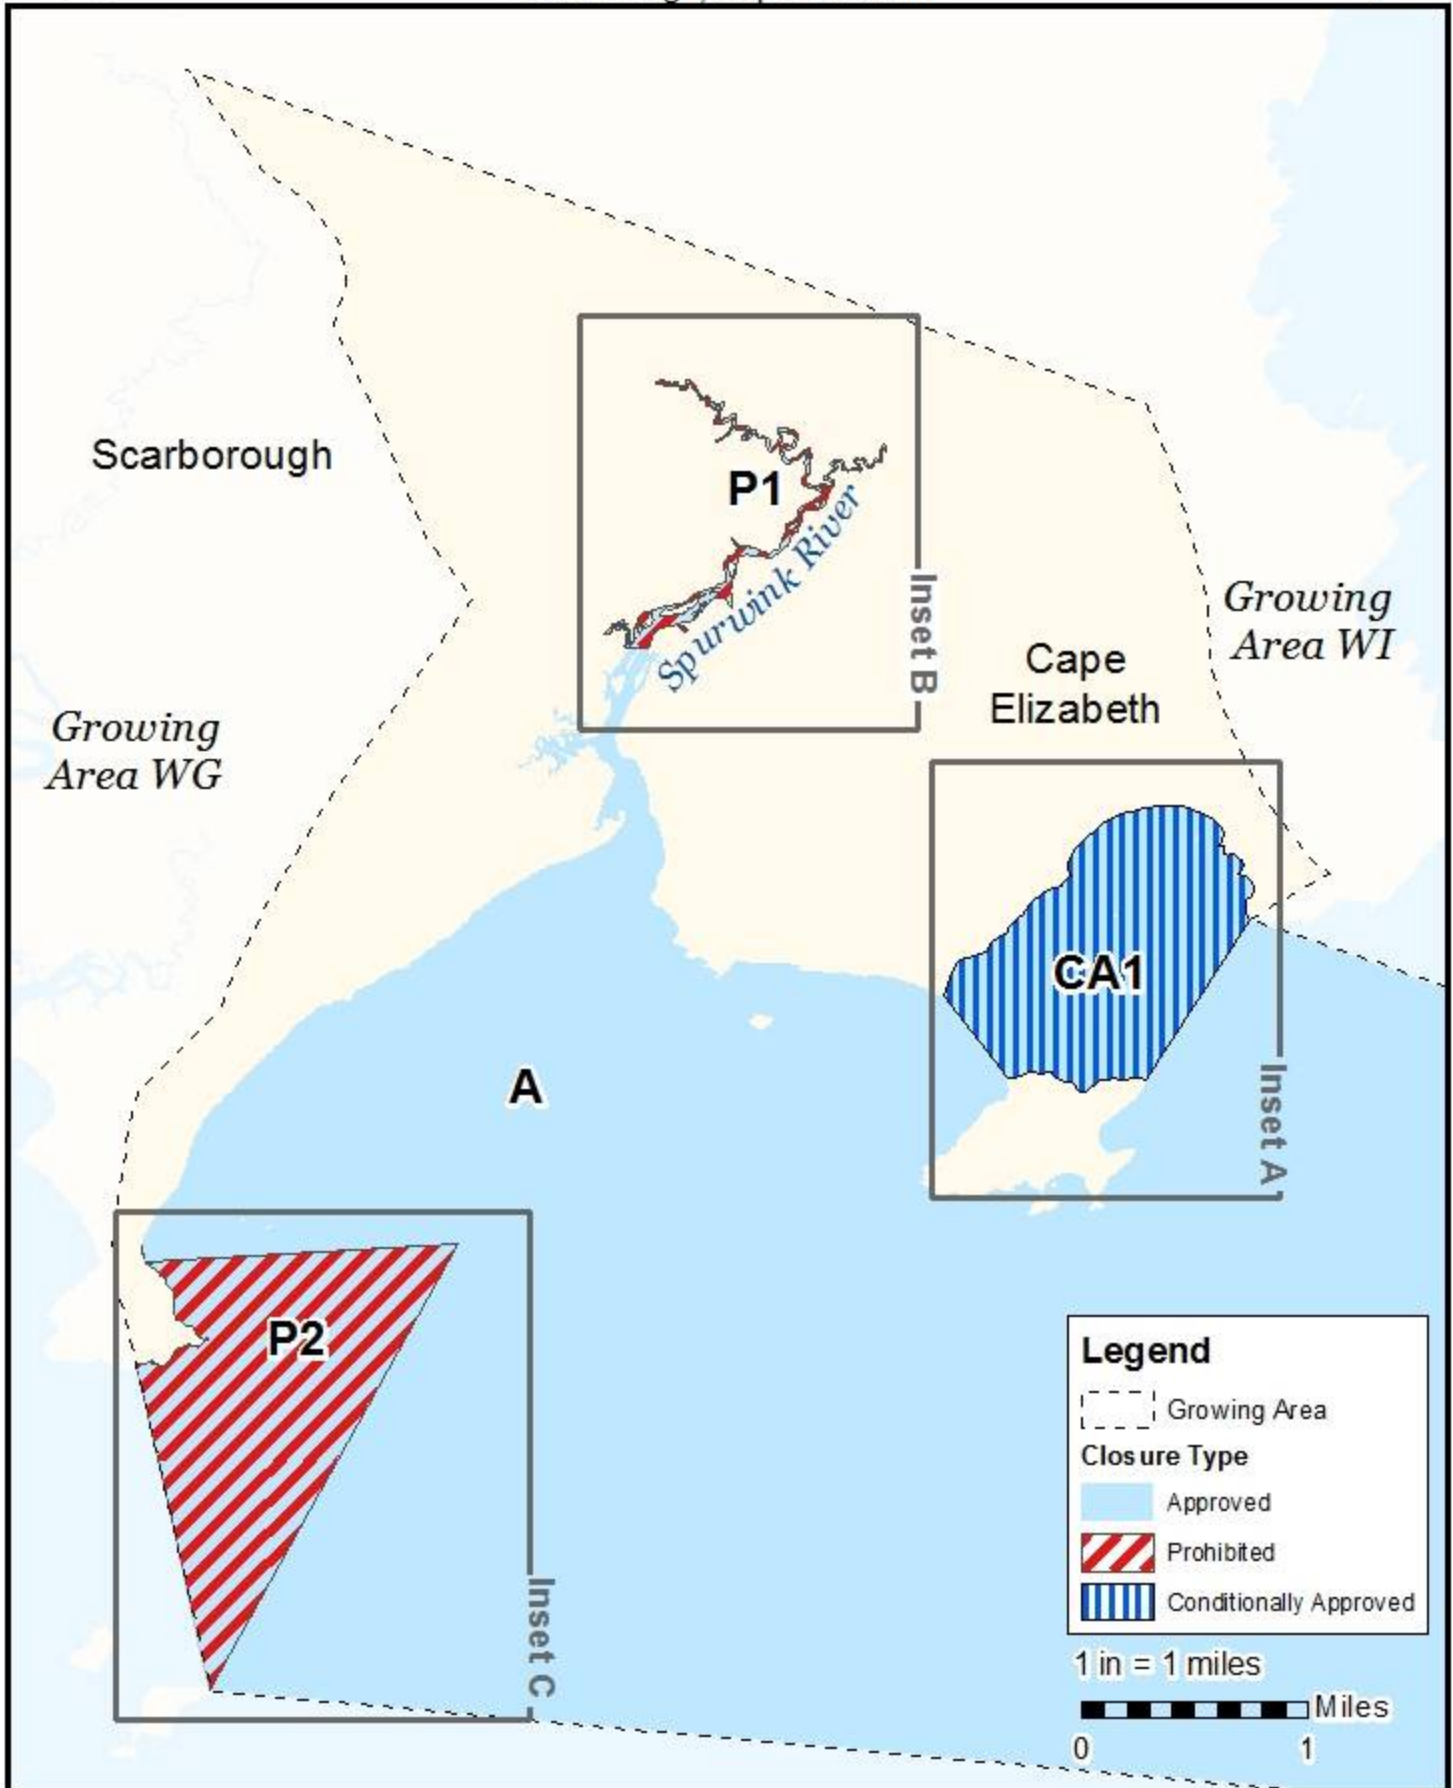 Scarborough
P1
Spurwink River
Inset B
Growing
Area WI
Cape
Elizabeth
Growing
Area WG
CA1
Inset A
A
P2
Inset C
Legend
Growing Area
Closure Type
Approved
Prohibited
Conditionally Approved
1 in = 1 miles
Miles
0 1